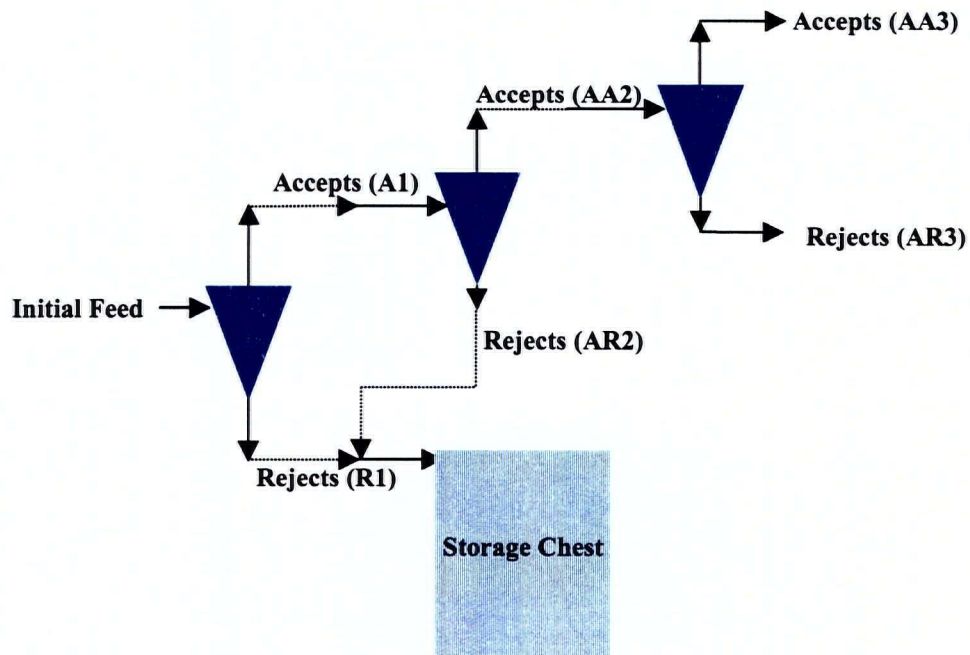 Accepts (AA3)
Accepts (AA2)
Accepts (A1)
Rejects (AR3)
Initial Feed
Rejects (AR2)
Rejects (R1)
Storage Chest